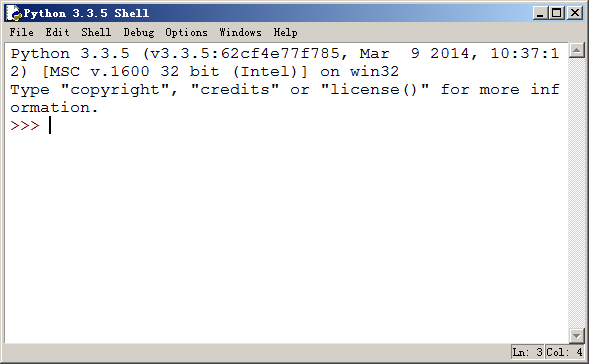 Python 3.3.5 Shell
File Edit Shell Debug Options Windows Help
Python 3.3.5 (v3.3.5:62cf4e77f785, Mar  9 2014, 10:37:1
2) [MSC v.1600 32 bit (Intel)] on win32
Type "copyright", "credits" or "license()" for more inf
ormation.
>>>
Ln: 3 Col: 4